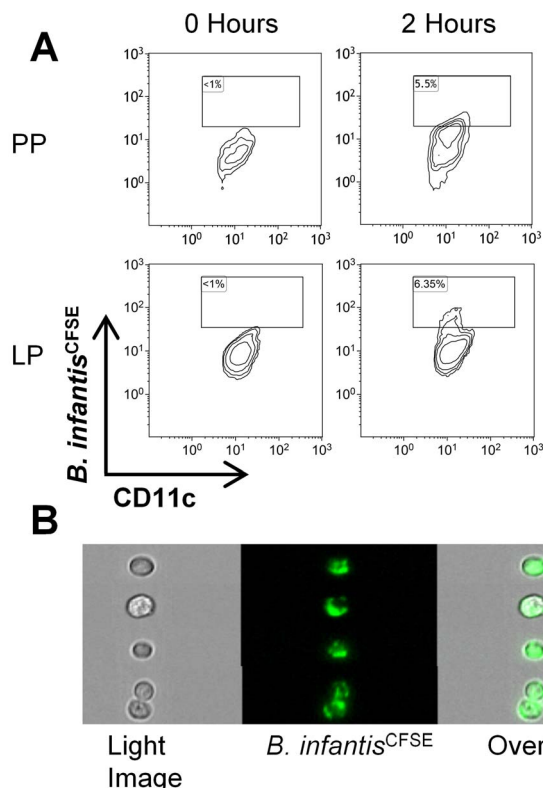 0 Hours
2 Hours
A
PP
10³
10²
10¹
10⁰
<1%
10⁰ 10¹ 10² 10³
10³
10²
10¹
10⁰
5.5%
10⁰ 10¹ 10² 10³
LP
10³
10²
10¹
10⁰
<1%
10⁰ 10¹ 10² 10³
10³
10²
10¹
10⁰
6.35%
10⁰ 10¹ 10² 10³
B. infantisCFSE
CD11c
B
Light
Image
B. infantisCFSE
Over